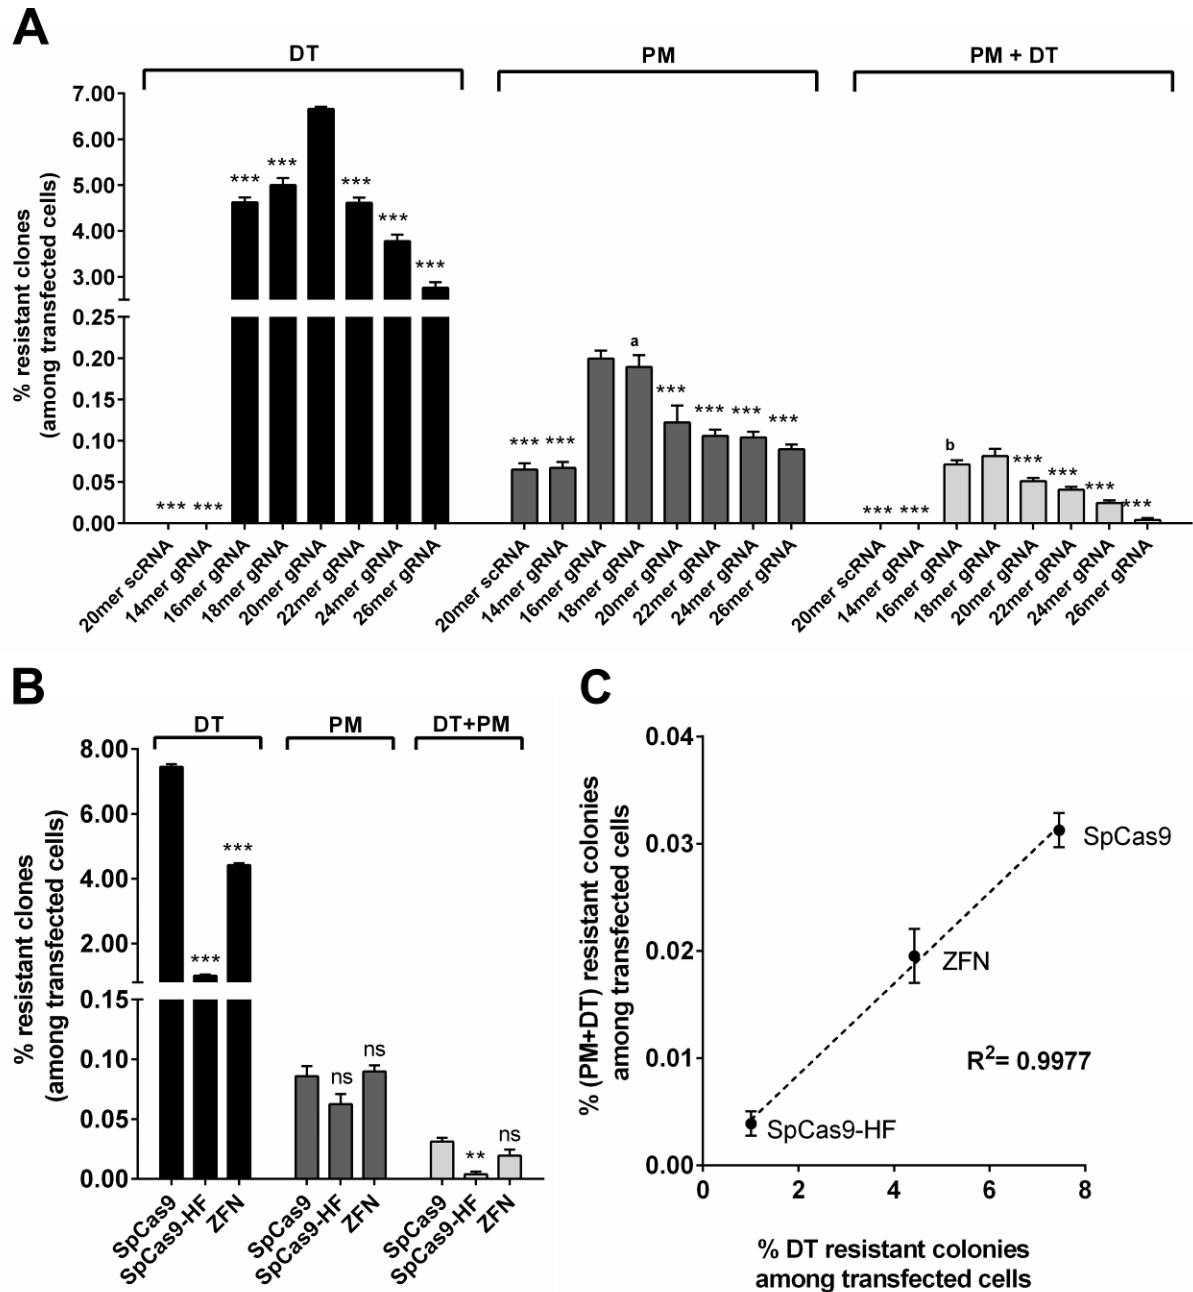 A
DT
PM
PM + DT
% resistant clones
(among transfected cells)
7.00
6.00
5.00
4.00
3.00
0.25
0.20
0.15
0.10
0.05
0.00
*** *** *** *** *** *** ***
*** *** a *** *** *** ***
*** *** b *** *** *** ***
20mer scRNA
14mer gRNA
16mer gRNA
18mer gRNA
20mer gRNA
22mer gRNA
24mer gRNA
26mer gRNA
20mer scRNA
14mer gRNA
16mer gRNA
18mer gRNA
20mer gRNA
22mer gRNA
24mer gRNA
26mer gRNA
20mer scRNA
14mer gRNA
16mer gRNA
18mer gRNA
20mer gRNA
22mer gRNA
24mer gRNA
26mer gRNA
B
DT
PM
DT+PM
% resistant clones
(among transfected cells)
8.00
6.00
4.00
2.00
0.15
0.10
0.05
0.00
*** ***
ns ns
** ns
SpCas9
SpCas9-HF
ZFN
SpCas9
SpCas9-HF
ZFN
SpCas9
SpCas9-HF
ZFN
C
% (PM+DT) resistant colonies
among transfected cells
0.04
0.03
0.02
0.01
0.00
SpCas9
ZFN
R²= 0.9977
SpCas9-HF
0 2 4 6 8
% DT resistant colonies
among transfected cells